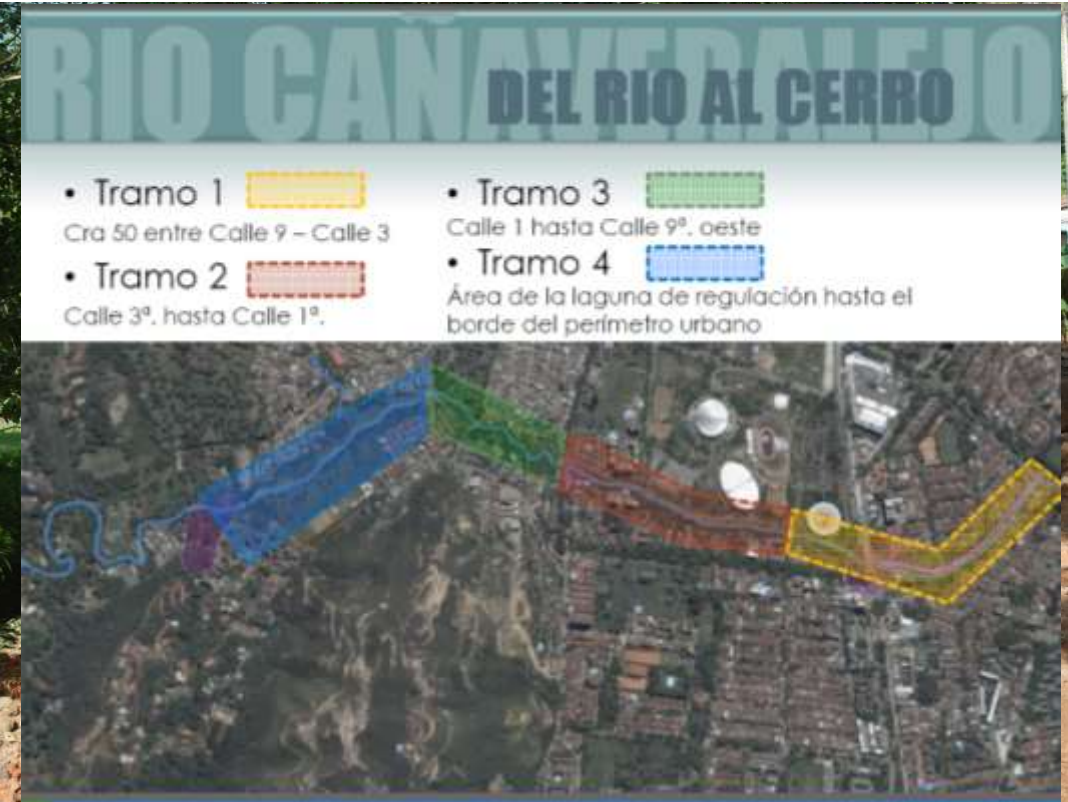 RIO CAÑAVERALEJO
DEL RIO AL CERRO
• Tramo 1
Cra 50 entre Calle 9 – Calle 3
• Tramo 2
Calle 3ª. hasta Calle 1ª.
• Tramo 3
Calle 1 hasta Calle 9ª. oeste
• Tramo 4
Área de la laguna de regulación hasta el
borde del perímetro urbano